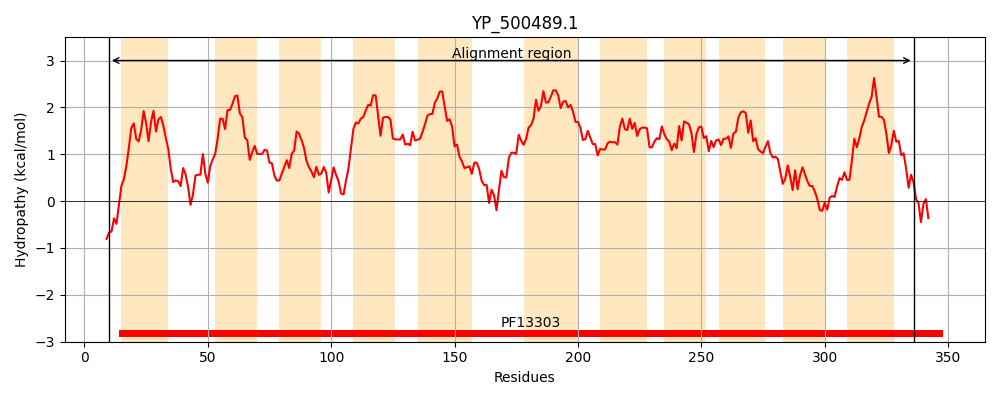 YP_500489.1
Alignment region
PF13303
Hydropathy (kcal/mol)
3
2
1
0
−1
−2
−3
0 50 100 150 200 250 300 350
Residues